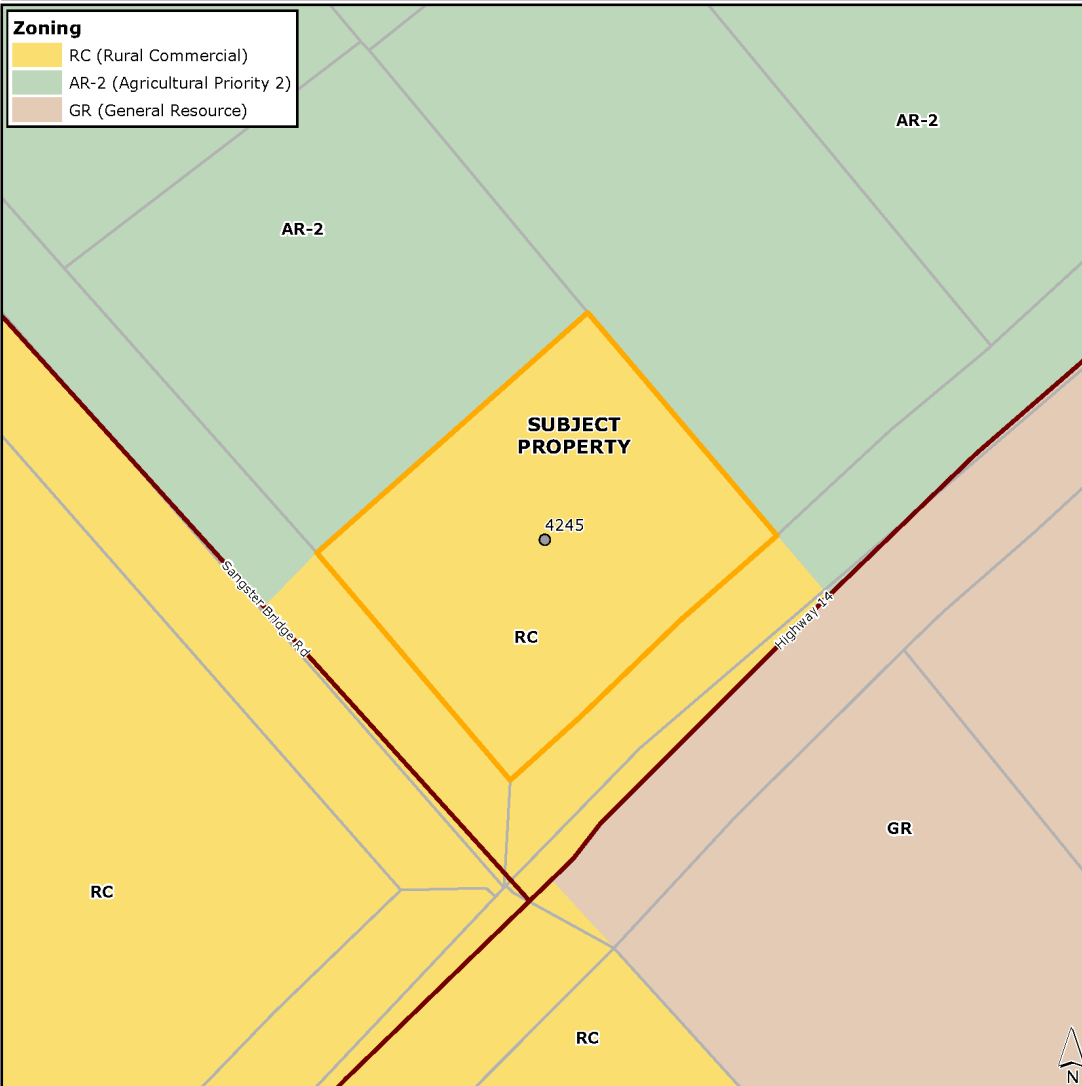 Zoning
RC (Rural Commercial)
AR-2 (Agricultural Priority 2)
GR (General Resource)
AR-2
AR-2
SUBJECT
PROPERTY
4245
Sangster Bridge Rd
Highway 14
RC
GR
RC
RC
N